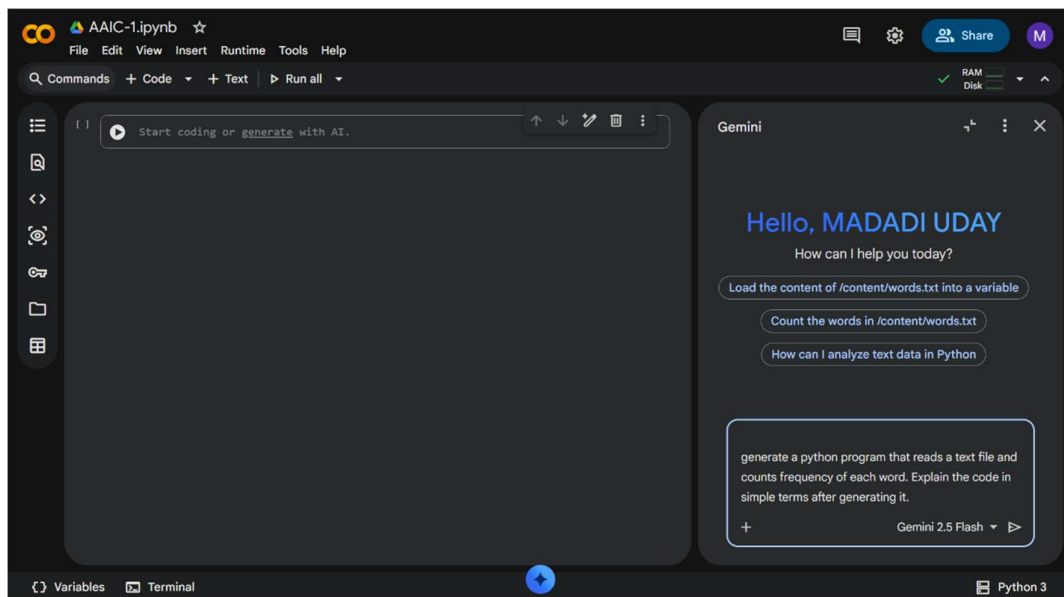 AAIC-1.ipynb
File Edit View Insert Runtime Tools Help
Share
M
Commands + Code + Text Run all
RAM
Disk
[ ]
Start coding or generate with AI.
Gemini
Hello, MADADI UDAY
How can I help you today?
Load the content of /content/words.txt into a variable
Count the words in /content/words.txt
How can I analyze text data in Python
generate a python program that reads a text file and
counts frequency of each word. Explain the code in
simple terms after generating it.
+ Gemini 2.5 Flash
Variables Terminal
Python 3